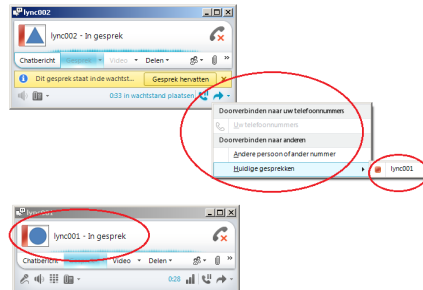 lync002
lync002 - In gesprek
Chatbericht Gesprek Video Delen
Dit gesprek staat in de wachtst... Gesprek hervatten
0:33 in wachtstand plaatsen
Doorverbinden naar uw telefoonnummers
Uw telefoonnummers
Doorverbinden naar anderen
Andere persoon of ander nummer
Huidige gesprekken
lync001
lync001
lync001 - In gesprek
Chatbericht Video Delen
0:28